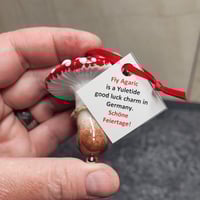 Fly Agaric
is a Yuletide
good luck charm in
Germany.
Schöne
Feiertage!